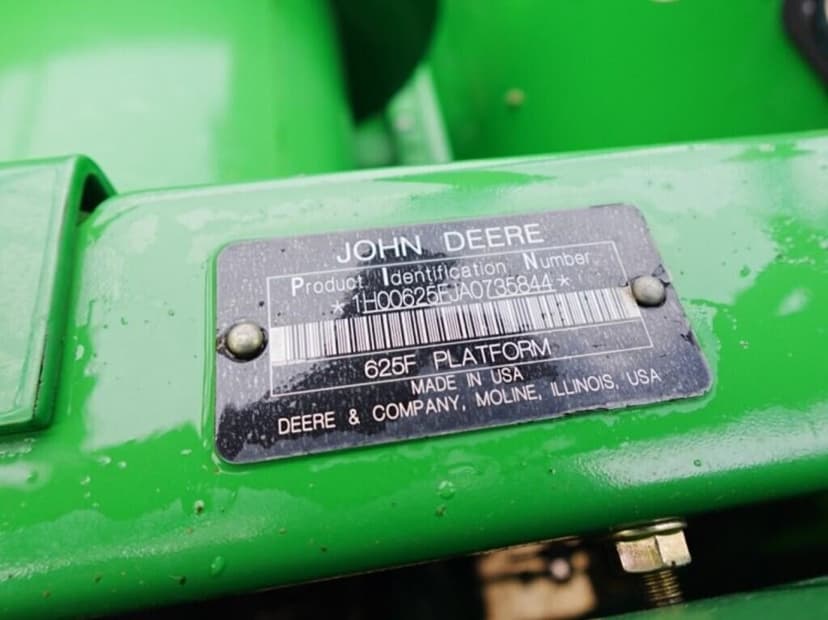 JOHN DEERE
Product Identification Number
*1H00625FJA0735844*
625F PLATFORM
MADE IN USA
DEERE & COMPANY, MOLINE, ILLINOIS, USA